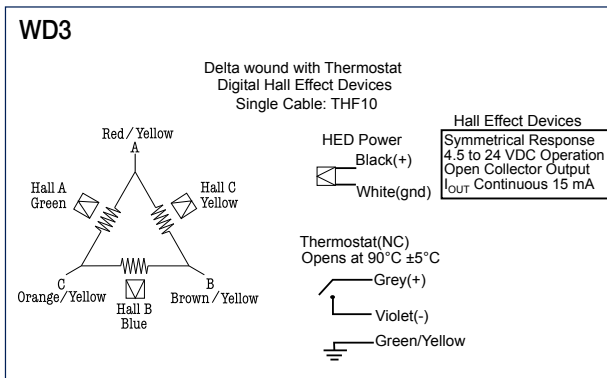 WD3
Delta wound with Thermostat
Digital Hall Effect Devices
Single Cable: THF10
Red/Yellow
A
Hall A
Green
Hall C
Yellow
C
Orange/Yellow
Hall B
Blue
B
Brown/Yellow
HED Power
Black(+)
White(gnd)
Hall Effect Devices
Symmetrical Response
4.5 to 24 VDC Operation
Open Collector Output
IOUT Continuous 15 mA
Thermostat(NC)
Opens at 90°C ±5°C
Grey(+)
Violet(-)
Green/Yellow